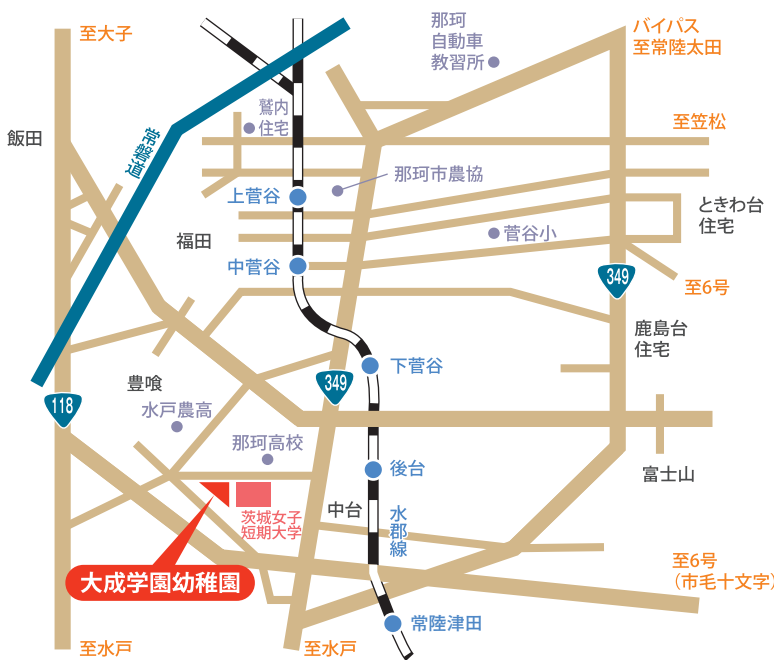 至大子
那珂
自動車
教習所
バイパス
至常陸太田
鷲内
住宅
至笠松
飯田
常磐道
那珂市農協
上菅谷
ときわ台
住宅
福田
菅谷小
中菅谷
349
至6号
鹿島台
住宅
下菅谷
豊喰
349
118
水戸農高
那珂高校
後台
富士山
茨城女子
短期大学
中台
水郡線
大成学園幼稚園
至6号
(市毛十文字)
常陸津田
至水戸
至水戸